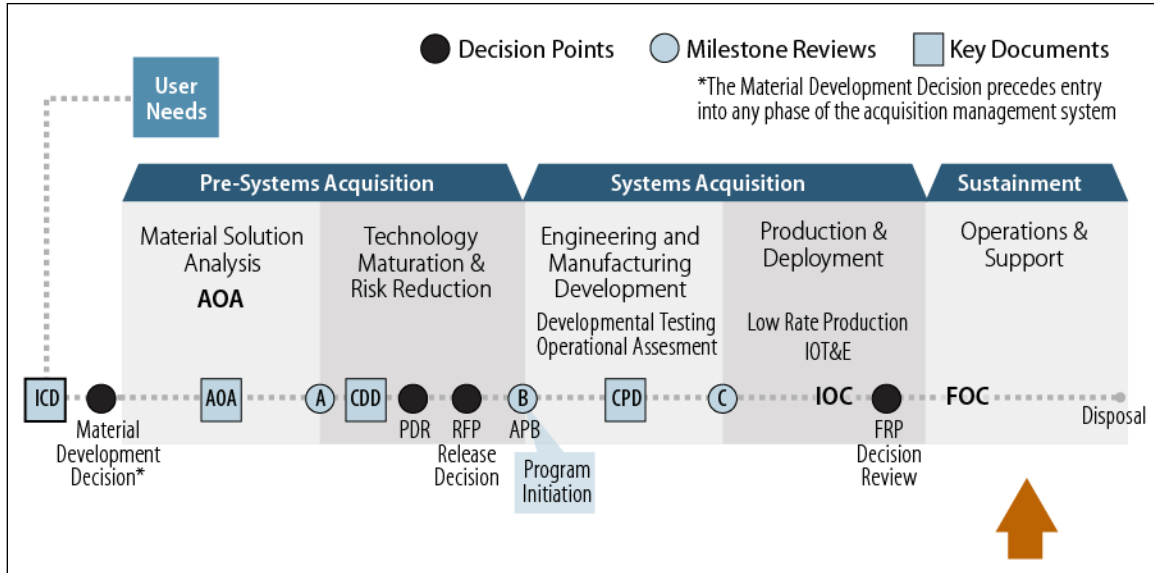 Decision Points
Milestone Reviews
Key Documents
*The Material Development Decision precedes entry
into any phase of the acquisition management system
User
Needs
Pre-Systems Acquisition
Systems Acquisition
Sustainment
Material Solution
Analysis
AOA
Technology
Maturation &
Risk Reduction
Engineering and
Manufacturing
Development
Developmental Testing
Operational Assesment
Production &
Deployment
Low Rate Production
IOT&E
Operations &
Support
ICD
AOA
A
CDD
B
CPD
C
IOC
FOC
Material
Development
Decision*
PDR
RFP
Release
Decision
APB
Program
Initiation
FRP
Decision
Review
Disposal